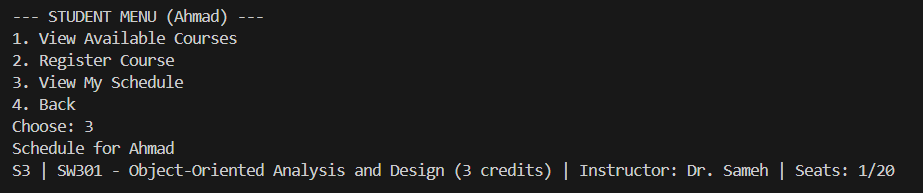 --- STUDENT MENU (Ahmad) ---
1. View Available Courses
2. Register Course
3. View My Schedule
4. Back
Choose: 3
Schedule for Ahmad
S3 | SW301 - Object-Oriented Analysis and Design (3 credits) | Instructor: Dr. Sameh | Seats: 1/20